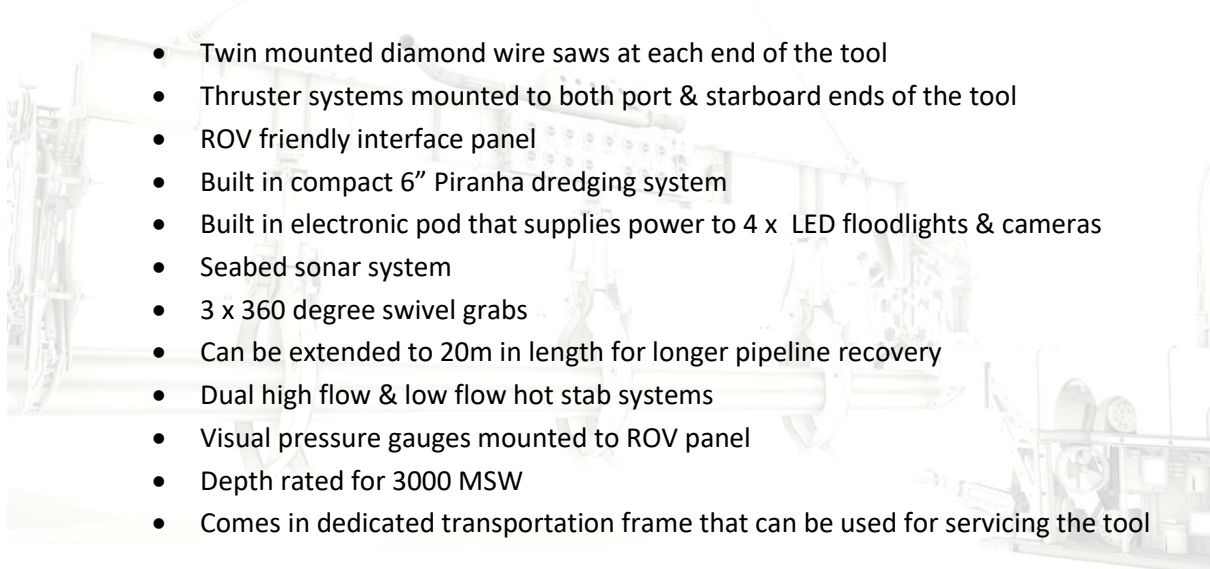 • Twin mounted diamond wire saws at each end of the tool
• Thruster systems mounted to both port & starboard ends of the tool
• ROV friendly interface panel
• Built in compact 6” Piranha dredging system
• Built in electronic pod that supplies power to 4 x  LED floodlights & cameras
• Seabed sonar system
• 3 x 360 degree swivel grabs
• Can be extended to 20m in length for longer pipeline recovery
• Dual high flow & low flow hot stab systems
• Visual pressure gauges mounted to ROV panel
• Depth rated for 3000 MSW
• Comes in dedicated transportation frame that can be used for servicing the tool